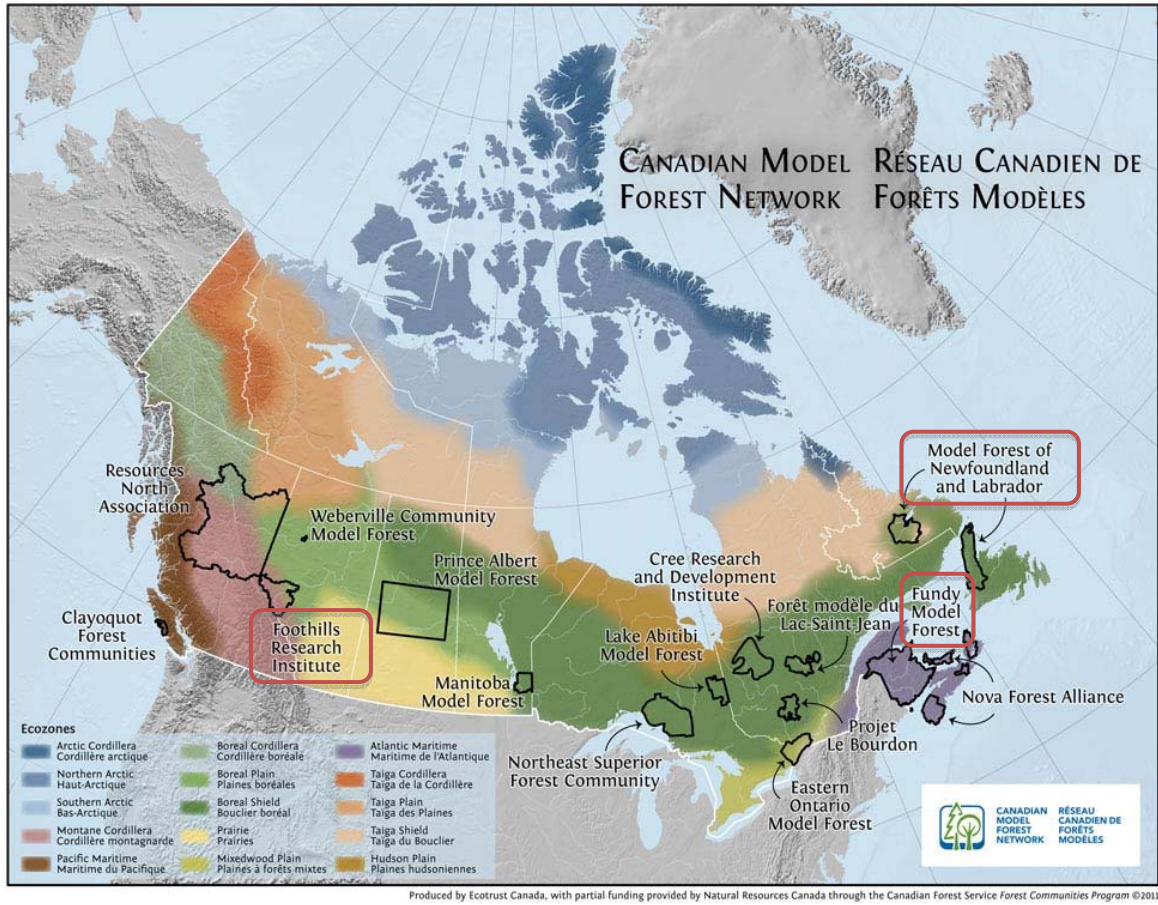 CANADIAN MODEL
FOREST NETWORK
RÉSEAU CANADIEN DE
FORÊTS MODÈLES
Model Forest of
Newfoundland
and Labrador
Resources
North
Association
Weberville Community
Model Forest
Prince Albert
Model Forest
Cree Research
and Development
Institute
Forêt modèle du
Lac-Saint-Jean
Fundy
Model
Forest
Clayoquot
Forest
Communities
Foothills
Research
Institute
Lake Abitibi
Model Forest
Manitoba
Model Forest
Nova Forest Alliance
Projet
Le Bourdon
Northeast Superior
Forest Community
Eastern
Ontario
Model Forest
Ecozones
Arctic Cordillera
Cordillère arctique
Northern Arctic
Haut-Arctique
Southern Arctic
Bas-Arctique
Montane Cordillera
Cordillère montagnarde
Pacific Maritime
Maritime du Pacifique
Boreal Cordillera
Cordillère boréale
Boreal Plain
Plaines boréales
Boreal Shield
Bouclier boréal
Prairie
Prairies
Mixedwood Plain
Plaines à forêts mixtes
Atlantic Maritime
Maritime de l'Atlantique
Taiga Cordillera
Taïga de la Cordillère
Taiga Plain
Taïga des Plaines
Taiga Shield
Taïga du Bouclier
Hudson Plain
Plaines hudsoniennes
CANADIAN
MODEL
FOREST
NETWORK
RÉSEAU
CANADIEN DE
FORÊTS
MODÈLES
Produced by Ecotrust Canada, with partial funding provided by Natural Resources Canada through the Canadian Forest Service Forest Communities Program ©2011